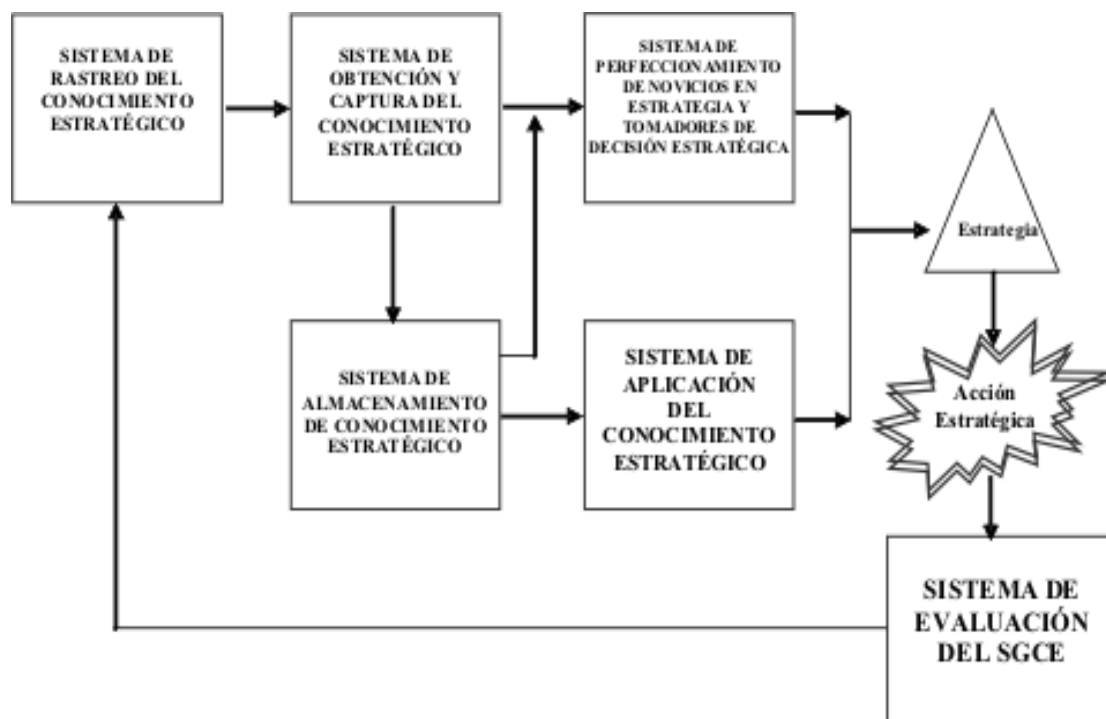 SISTEMA DE
RASTREO DEL
CONOCIMIENTO
ESTRATÉGICO
SISTEMA DE
OBTENCIÓN Y
CAPTURA DEL
CONOCIMIENTO
ESTRATÉGICO
SISTEMA DE
PERFECCIONAMIENTO
DE NOVICIOS EN
ESTRATEGIA Y
TOMADORES DE
DECISIÓN ESTRATÉGICA
Estrategia
SISTEMA DE
ALMACENAMIENTO
DE CONOCIMIENTO
ESTRATÉGICO
SISTEMA DE
APLICACIÓN
DEL
CONOCIMIENTO
ESTRATÉGICO
Acción
Estratégica
SISTEMA DE
EVALUACIÓN
DEL SGCE